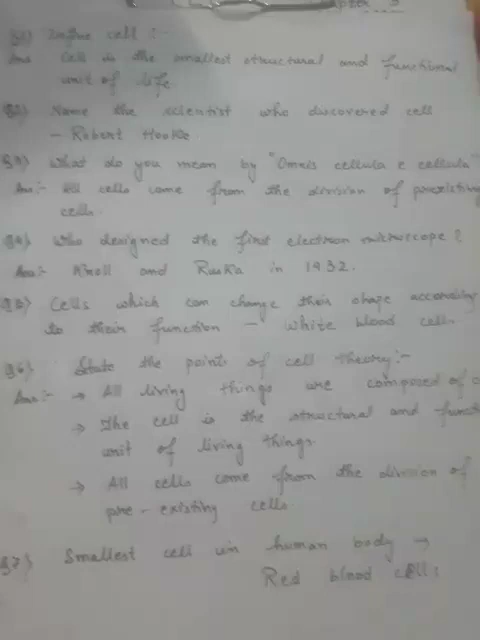 Chapter 5
Q1) Define cell :-
Ans Cell is the smallest structural and functional
unit of life.
Q2) Name the scientist who discovered cell
- Robert Hooke.
Q3) What do you mean by "Omnis cellula e cellula"
Ans:- All cells come from the division of preexisting
cells.
Q4) Who designed the first electron microscope?
Ans:- Knoll and Ruska in 1932.
Q5) Cells which can change their shape according
to their function - White blood cell.
Q6) State the points of cell theory:-
Ans:- → All living things are composed of
→ The cell is the structural and
unit of living things.
→ All cells come from the division of
pre-existing cells.
Q7) Smallest cell in human body →
Red blood cells